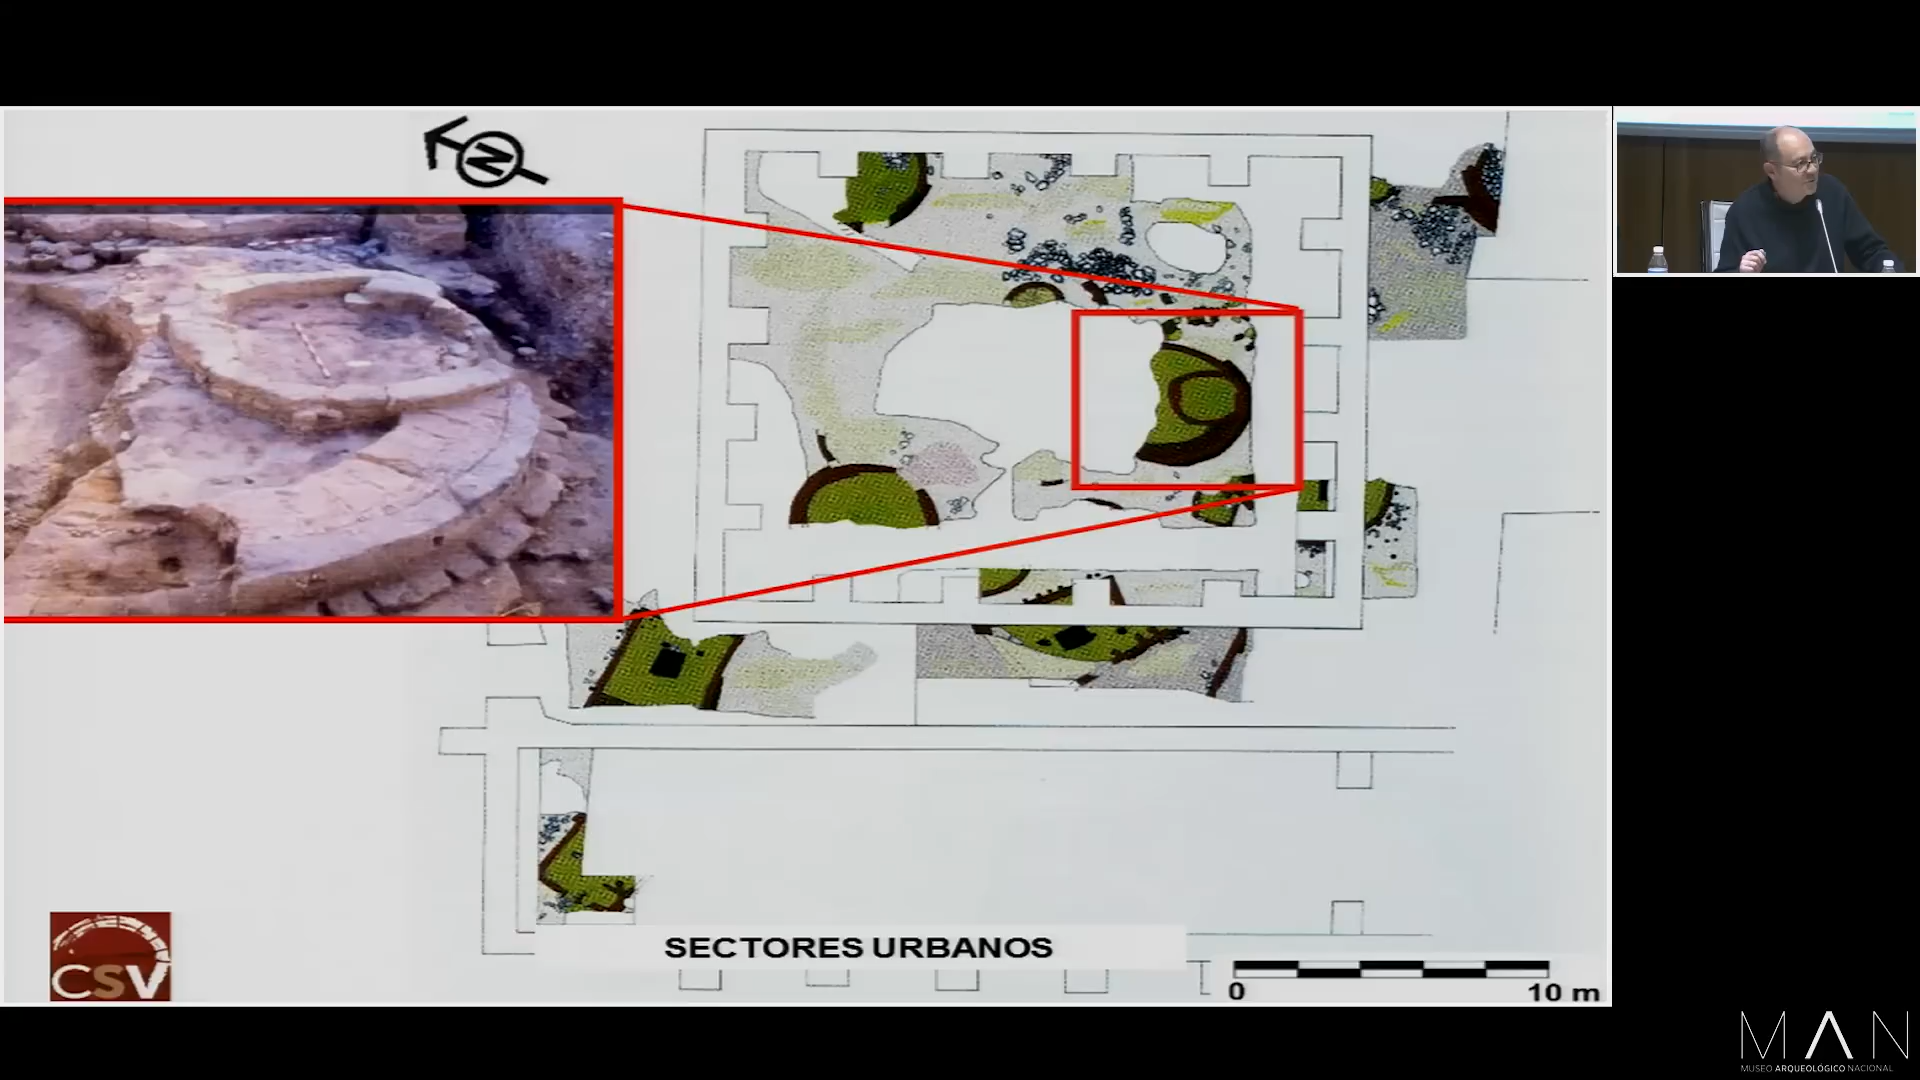 N
SECTORES URBANOS
0
10 m
CSV
MAN
MUSEO ARQUEOLÓGICO NACIONAL